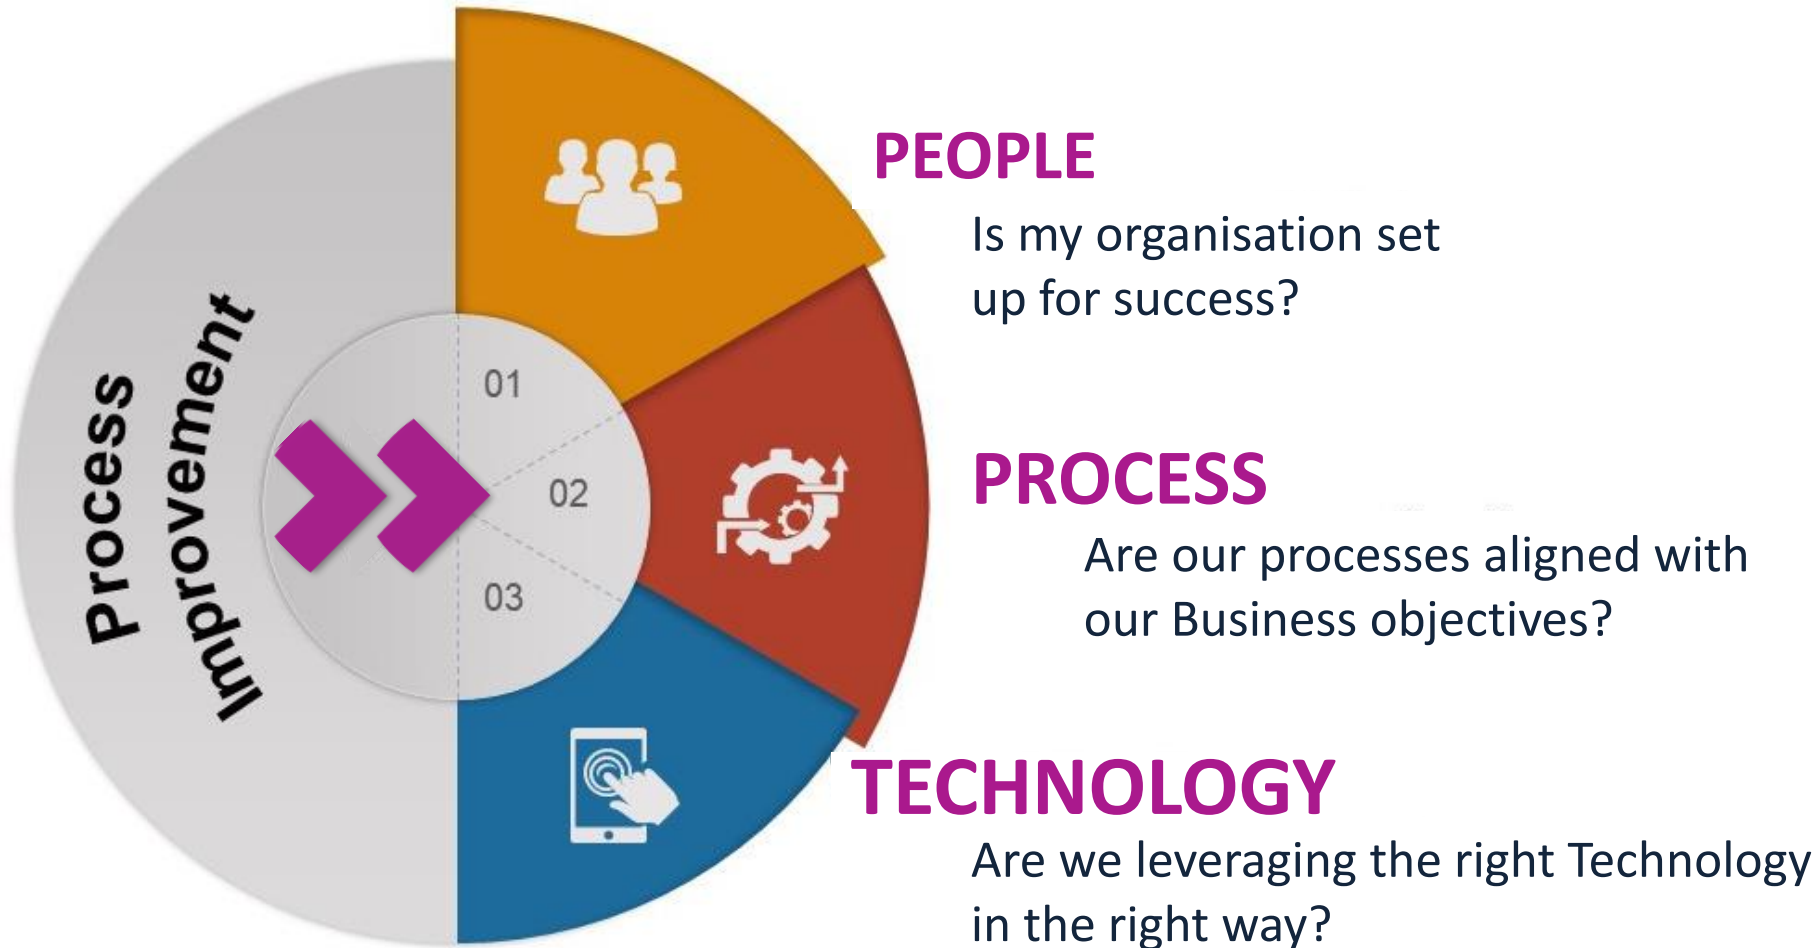 Process
Improvement
01
02
03
PEOPLE
Is my organisation set
up for success?
PROCESS
Are our processes aligned with
our Business objectives?
TECHNOLOGY
Are we leveraging the right Technology
in the right way?